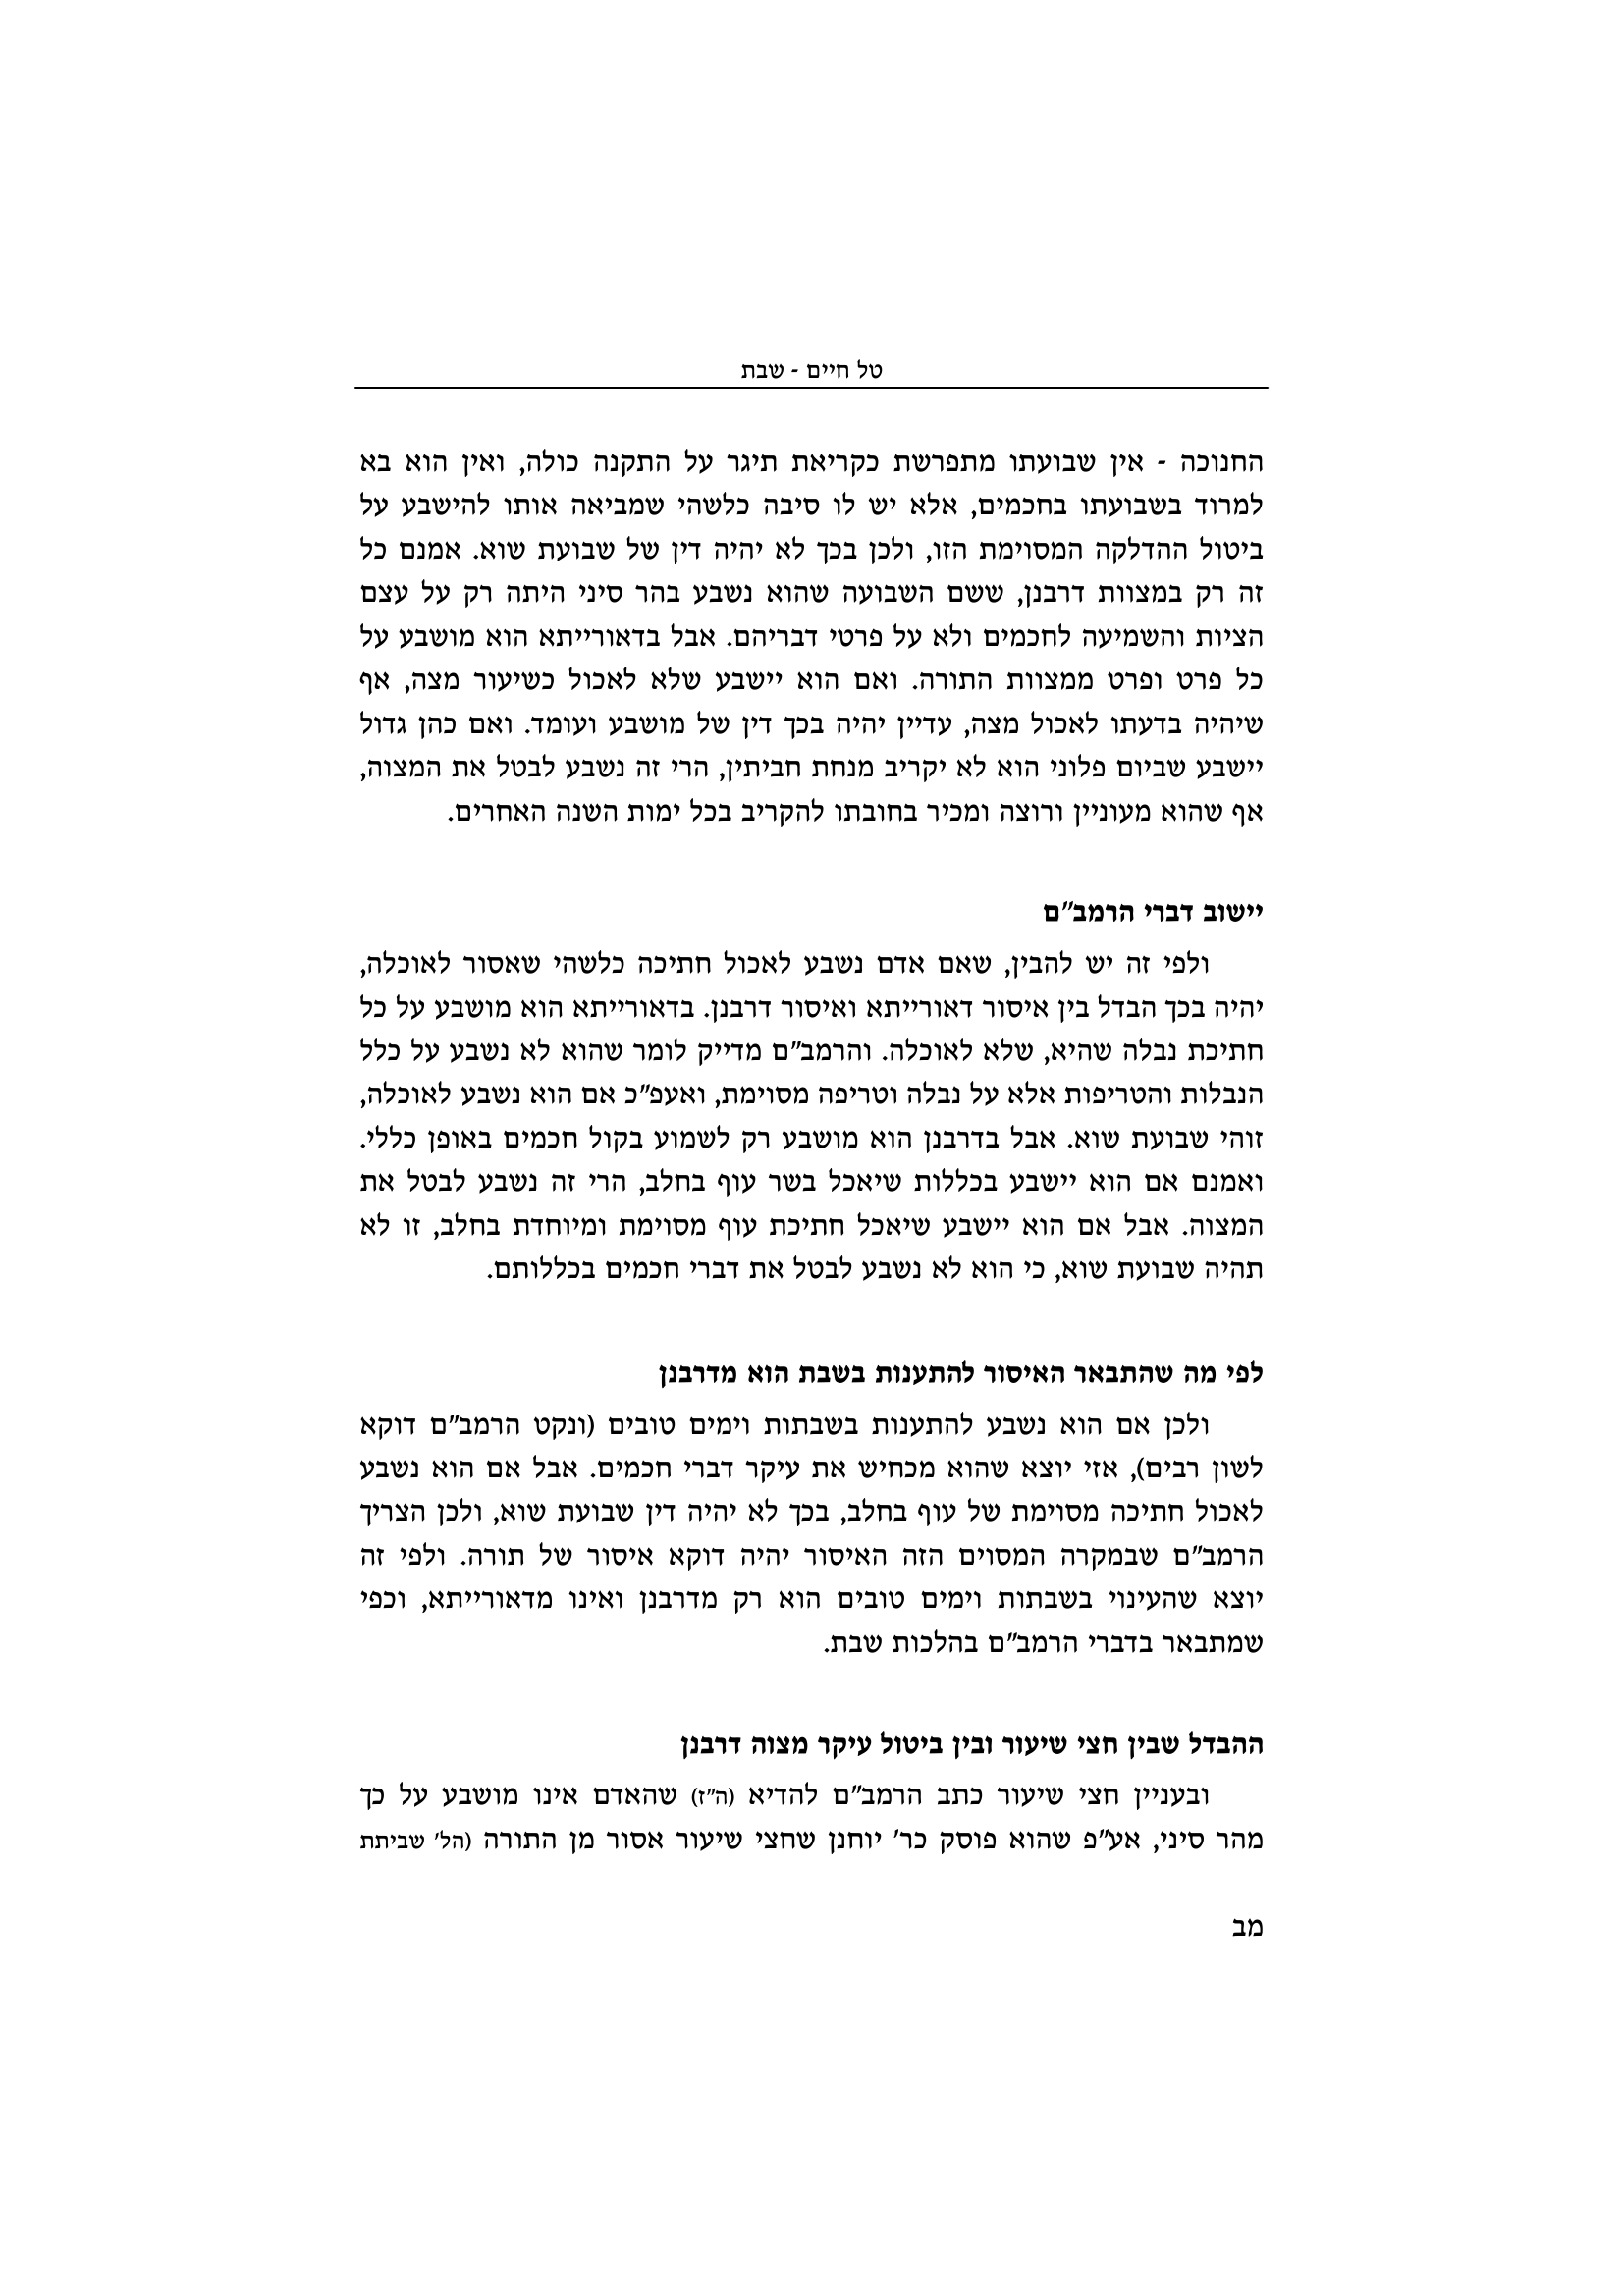 טל חיים - שבת
החנוכה - אין שבועתו מתפרשת כקריאת תיגר על התקנה כולה, ואין הוא בא
למרוד בשבועתו בחכמים, אלא יש לו סיבה כלשהי שמביאה אותו להישבע על
ביטול ההדלקה המסוימת הזו, ולכן בכך לא יהיה דין של שבועת שוא. אמנם כל
זה רק במצוות דרבנן, ששם השבועה שהוא נשבע בהר סיני היתה רק על עצם
הציות והשמיעה לחכמים ולא על פרטי דבריהם. אבל בדאורייתא הוא מושבע על
כל פרט ופרט ממצוות התורה. ואם הוא יישבע שלא לאכול כשיעור מצה, אף
שיהיה בדעתו לאכול מצה, עדיין יהיה בכך דין של מושבע ועומד. ואם כהן גדול
יישבע שביום פלוני הוא לא יקריב מנחת חביתין, הרי זה נשבע לבטל את המצוה,
אף שהוא מעוניין ורוצה ומכיר בחובתו להקריב בכל ימות השנה האחרים.
יישוב דברי הרמב"ם
ולפי זה יש להבין, שאם אדם נשבע לאכול חתיכה כלשהי שאסור לאוכלה,
יהיה בכך הבדל בין איסור דאורייתא ואיסור דרבנן. בדאורייתא הוא מושבע על כל
חתיכת נבלה שהיא, שלא לאוכלה. והרמב"ם מדייק לומר שהוא לא נשבע על כלל
הנבלות והטריפות אלא על נבלה וטריפה מסוימת, ואעפ"כ אם הוא נשבע לאוכלה,
זוהי שבועת שוא. אבל בדרבנן הוא מושבע רק לשמוע בקול חכמים באופן כללי.
ואמנם אם הוא יישבע בכללות שיאכל בשר עוף בחלב, הרי זה נשבע לבטל את
המצוה. אבל אם הוא יישבע שיאכל חתיכת עוף מסוימת ומיוחדת בחלב, זו לא
תהיה שבועת שוא, כי הוא לא נשבע לבטל את דברי חכמים בכללותם.
לפי מה שהתבאר האיסור להתענות בשבת הוא מדרבנן
ולכן אם הוא נשבע להתענות בשבתות וימים טובים (ונקט הרמב"ם דוקא
לשון רבים), אזי יוצא שהוא מכחיש את עיקר דברי חכמים. אבל אם הוא נשבע
לאכול חתיכה מסוימת של עוף בחלב, בכך לא יהיה דין שבועת שוא, ולכן הצריך
הרמב"ם שבמקרה המסוים הזה האיסור יהיה דוקא איסור של תורה. ולפי זה
יוצא שהעינוי בשבתות וימים טובים הוא רק מדרבנן ואינו מדאורייתא, וכפי
שמתבאר בדברי הרמב"ם בהלכות שבת.
ההבדל שבין חצי שיעור ובין ביטול עיקר מצוה דרבנן
ובעניין חצי שיעור כתב הרמב"ם להדיא (ה"ז) שהאדם אינו מושבע על כך
מהר סיני, אע"פ שהוא פוסק כר' יוחנן שחצי שיעור אסור מן התורה (הל' שביתת
מב